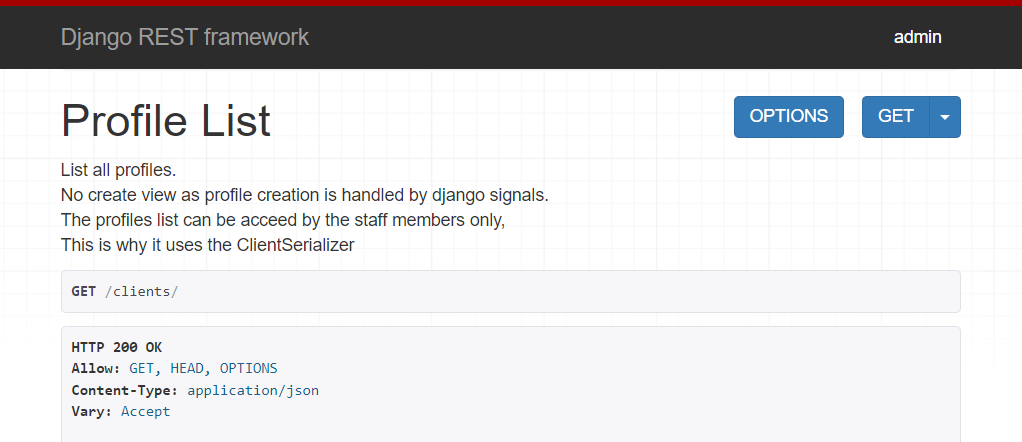 Django REST framework
admin
Profile List
OPTIONS
GET
List all profiles.
No create view as profile creation is handled by django signals.
The profiles list can be acceed by the staff members only,
This is why it uses the ClientSerializer
GET /clients/
HTTP 200 OK
Allow: GET, HEAD, OPTIONS
Content-Type: application/json
Vary: Accept